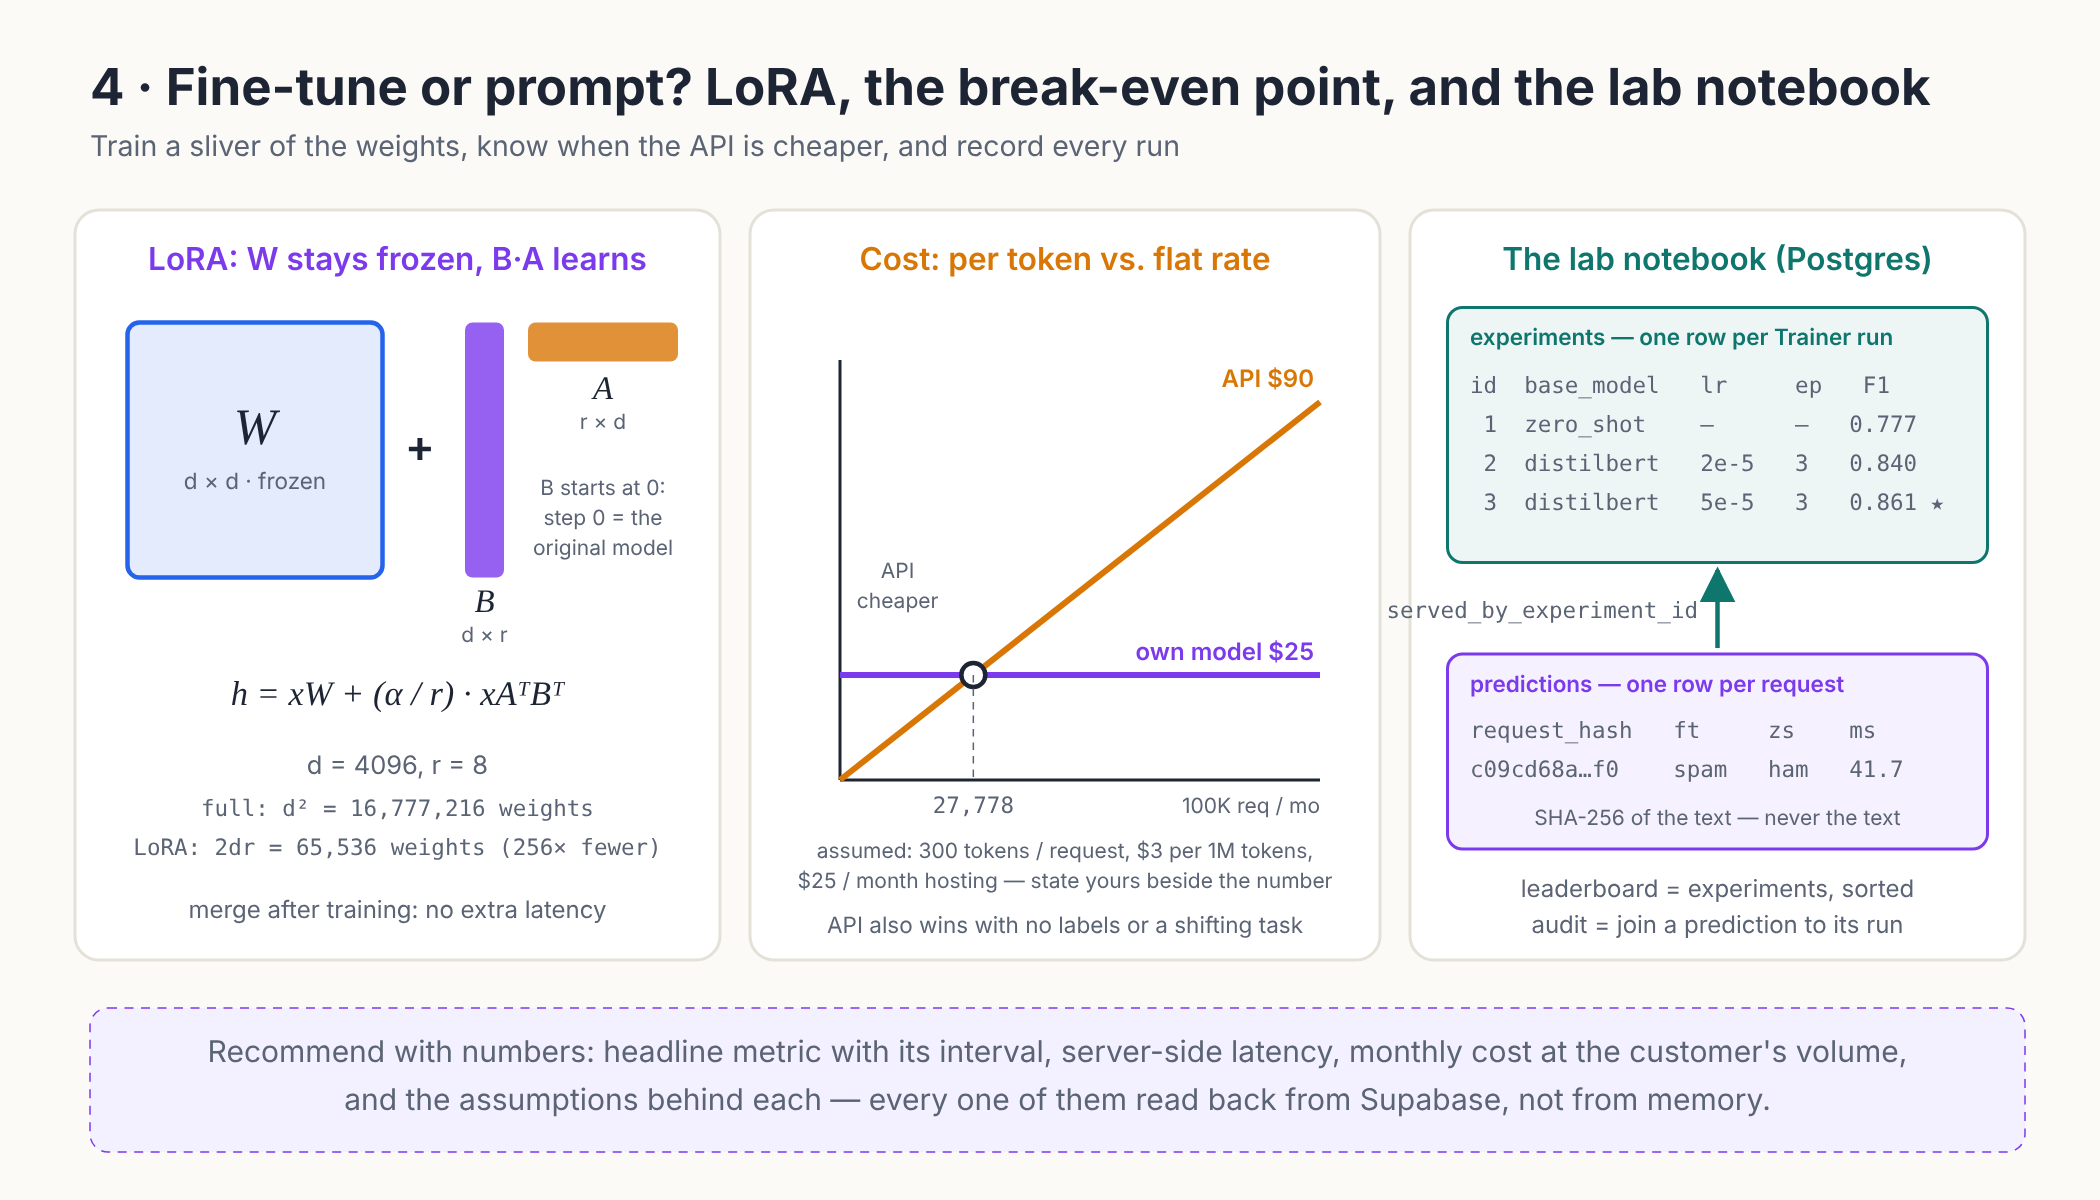 4 · Fine-tune or prompt? LoRA, the break-even point, and the lab notebook
Train a sliver of the weights, know when the API is cheaper, and record every run
LoRA: W stays frozen, B·A learns
W
d × d · frozen
+
A
r × d
B starts at 0:
step 0 = the
original model
B
d × r
h = xW + (α / r) · xAᵀBᵀ
d = 4096, r = 8
full: d² = 16,777,216 weights
LoRA: 2dr = 65,536 weights (256× fewer)
merge after training: no extra latency
Cost: per token vs. flat rate
API $90
API
cheaper
own model $25
27,778
100K req / mo
assumed: 300 tokens / request, $3 per 1M tokens,
$25 / month hosting — state yours beside the number
API also wins with no labels or a shifting task
The lab notebook (Postgres)
experiments — one row per Trainer run
id base_model lr ep F1
1 zero_shot — — 0.777
2 distilbert 2e-5 3 0.840
3 distilbert 5e-5 3 0.861 ★
served_by_experiment_id
predictions — one row per request
request_hash ft zs ms
c09cd68a…f0 spam ham 41.7
SHA-256 of the text — never the text
leaderboard = experiments, sorted
audit = join a prediction to its run
Recommend with numbers: headline metric with its interval, server-side latency, monthly cost at the customer's volume,
and the assumptions behind each — every one of them read back from Supabase, not from memory.